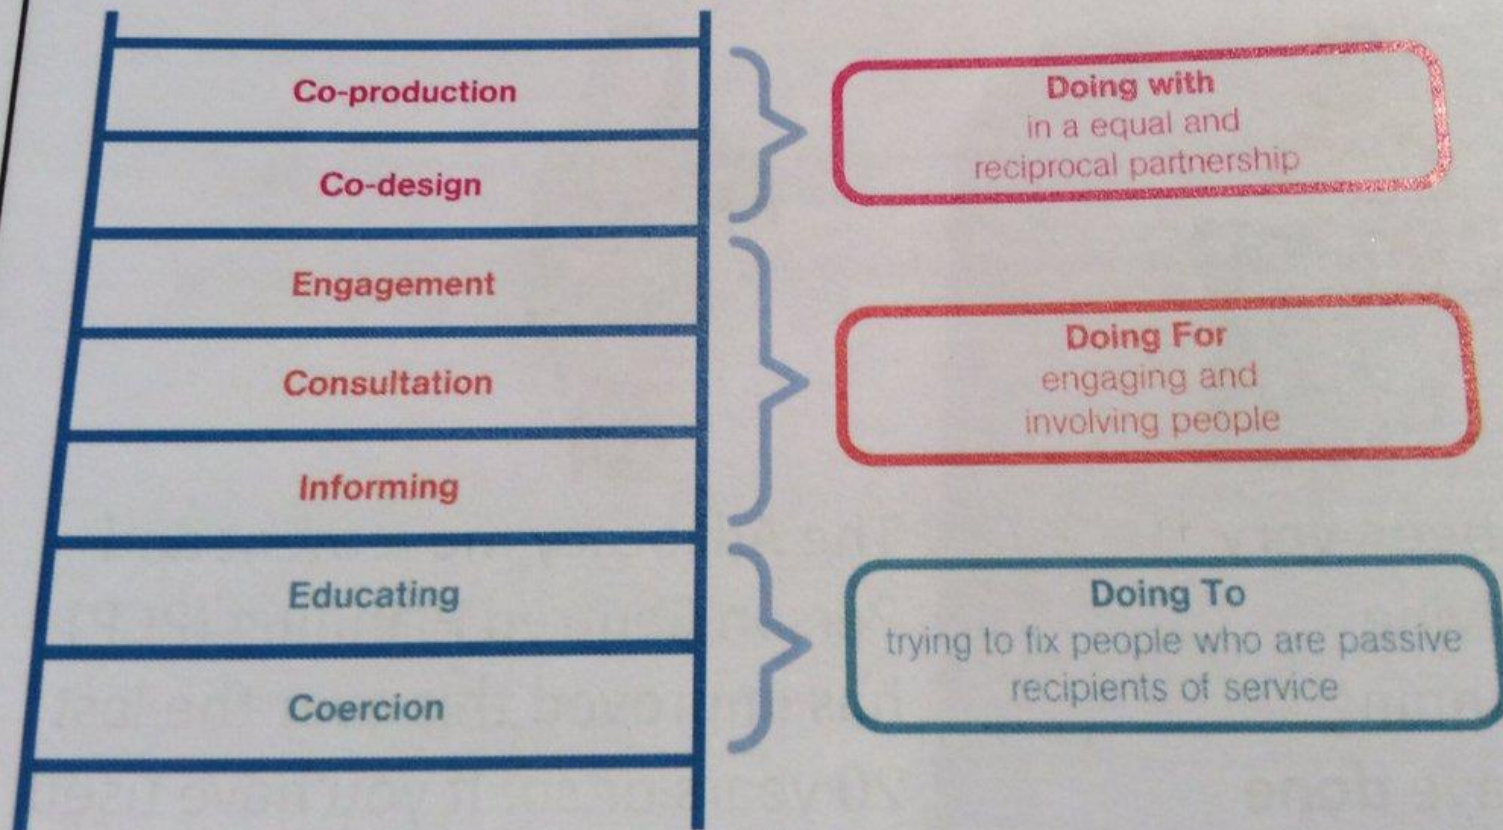 Co-production
Co-design
Engagement
Consultation
Informing
Educating
Coercion
Doing with
in a equal and
reciprocal partnership
Doing For
engaging and
involving people
Doing To
trying to fix people who are passive
recipients of service